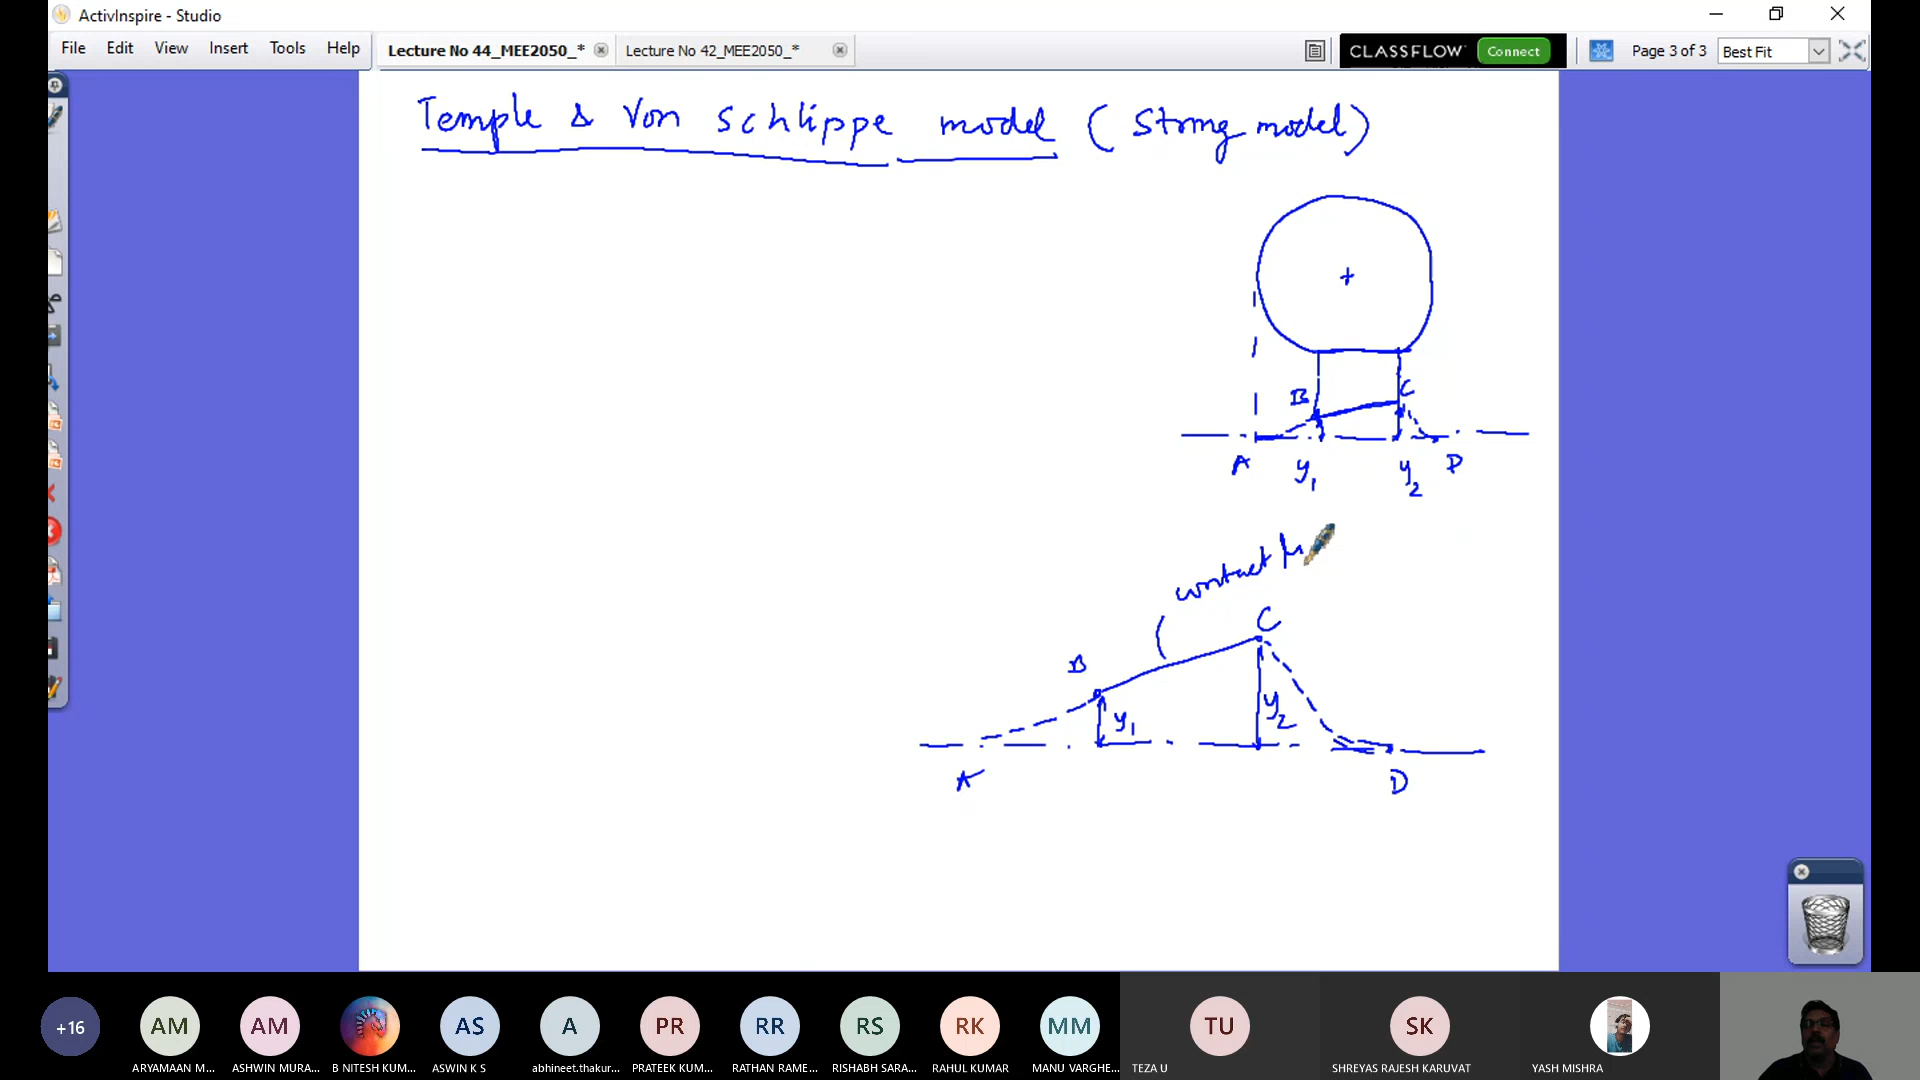 ActivInspire - Studio
File Edit View Insert Tools Help
Lecture No 44_MEE2050_*
Lecture No 42_MEE2050_*
CLASSFLOW
Connect
Page 3 of 3
Best Fit
Temple & Von Schlippe model (String model)
B C
A y1 y2 D
contact
C
B
y1 y2
A D
+16
AM AM AS A PR RR RS RK MM TU SK
ARYAMAAN M... ASHWIN MURA... B NITESH KUM... ASWIN K S abhineet.thakur... PRATEEK KUM... RATHAN RAME... RISHABH SARA... RAHUL KUMAR MANU VARGHE... TEZA U SHREYAS RAJESH KARUVAT YASH MISHRA